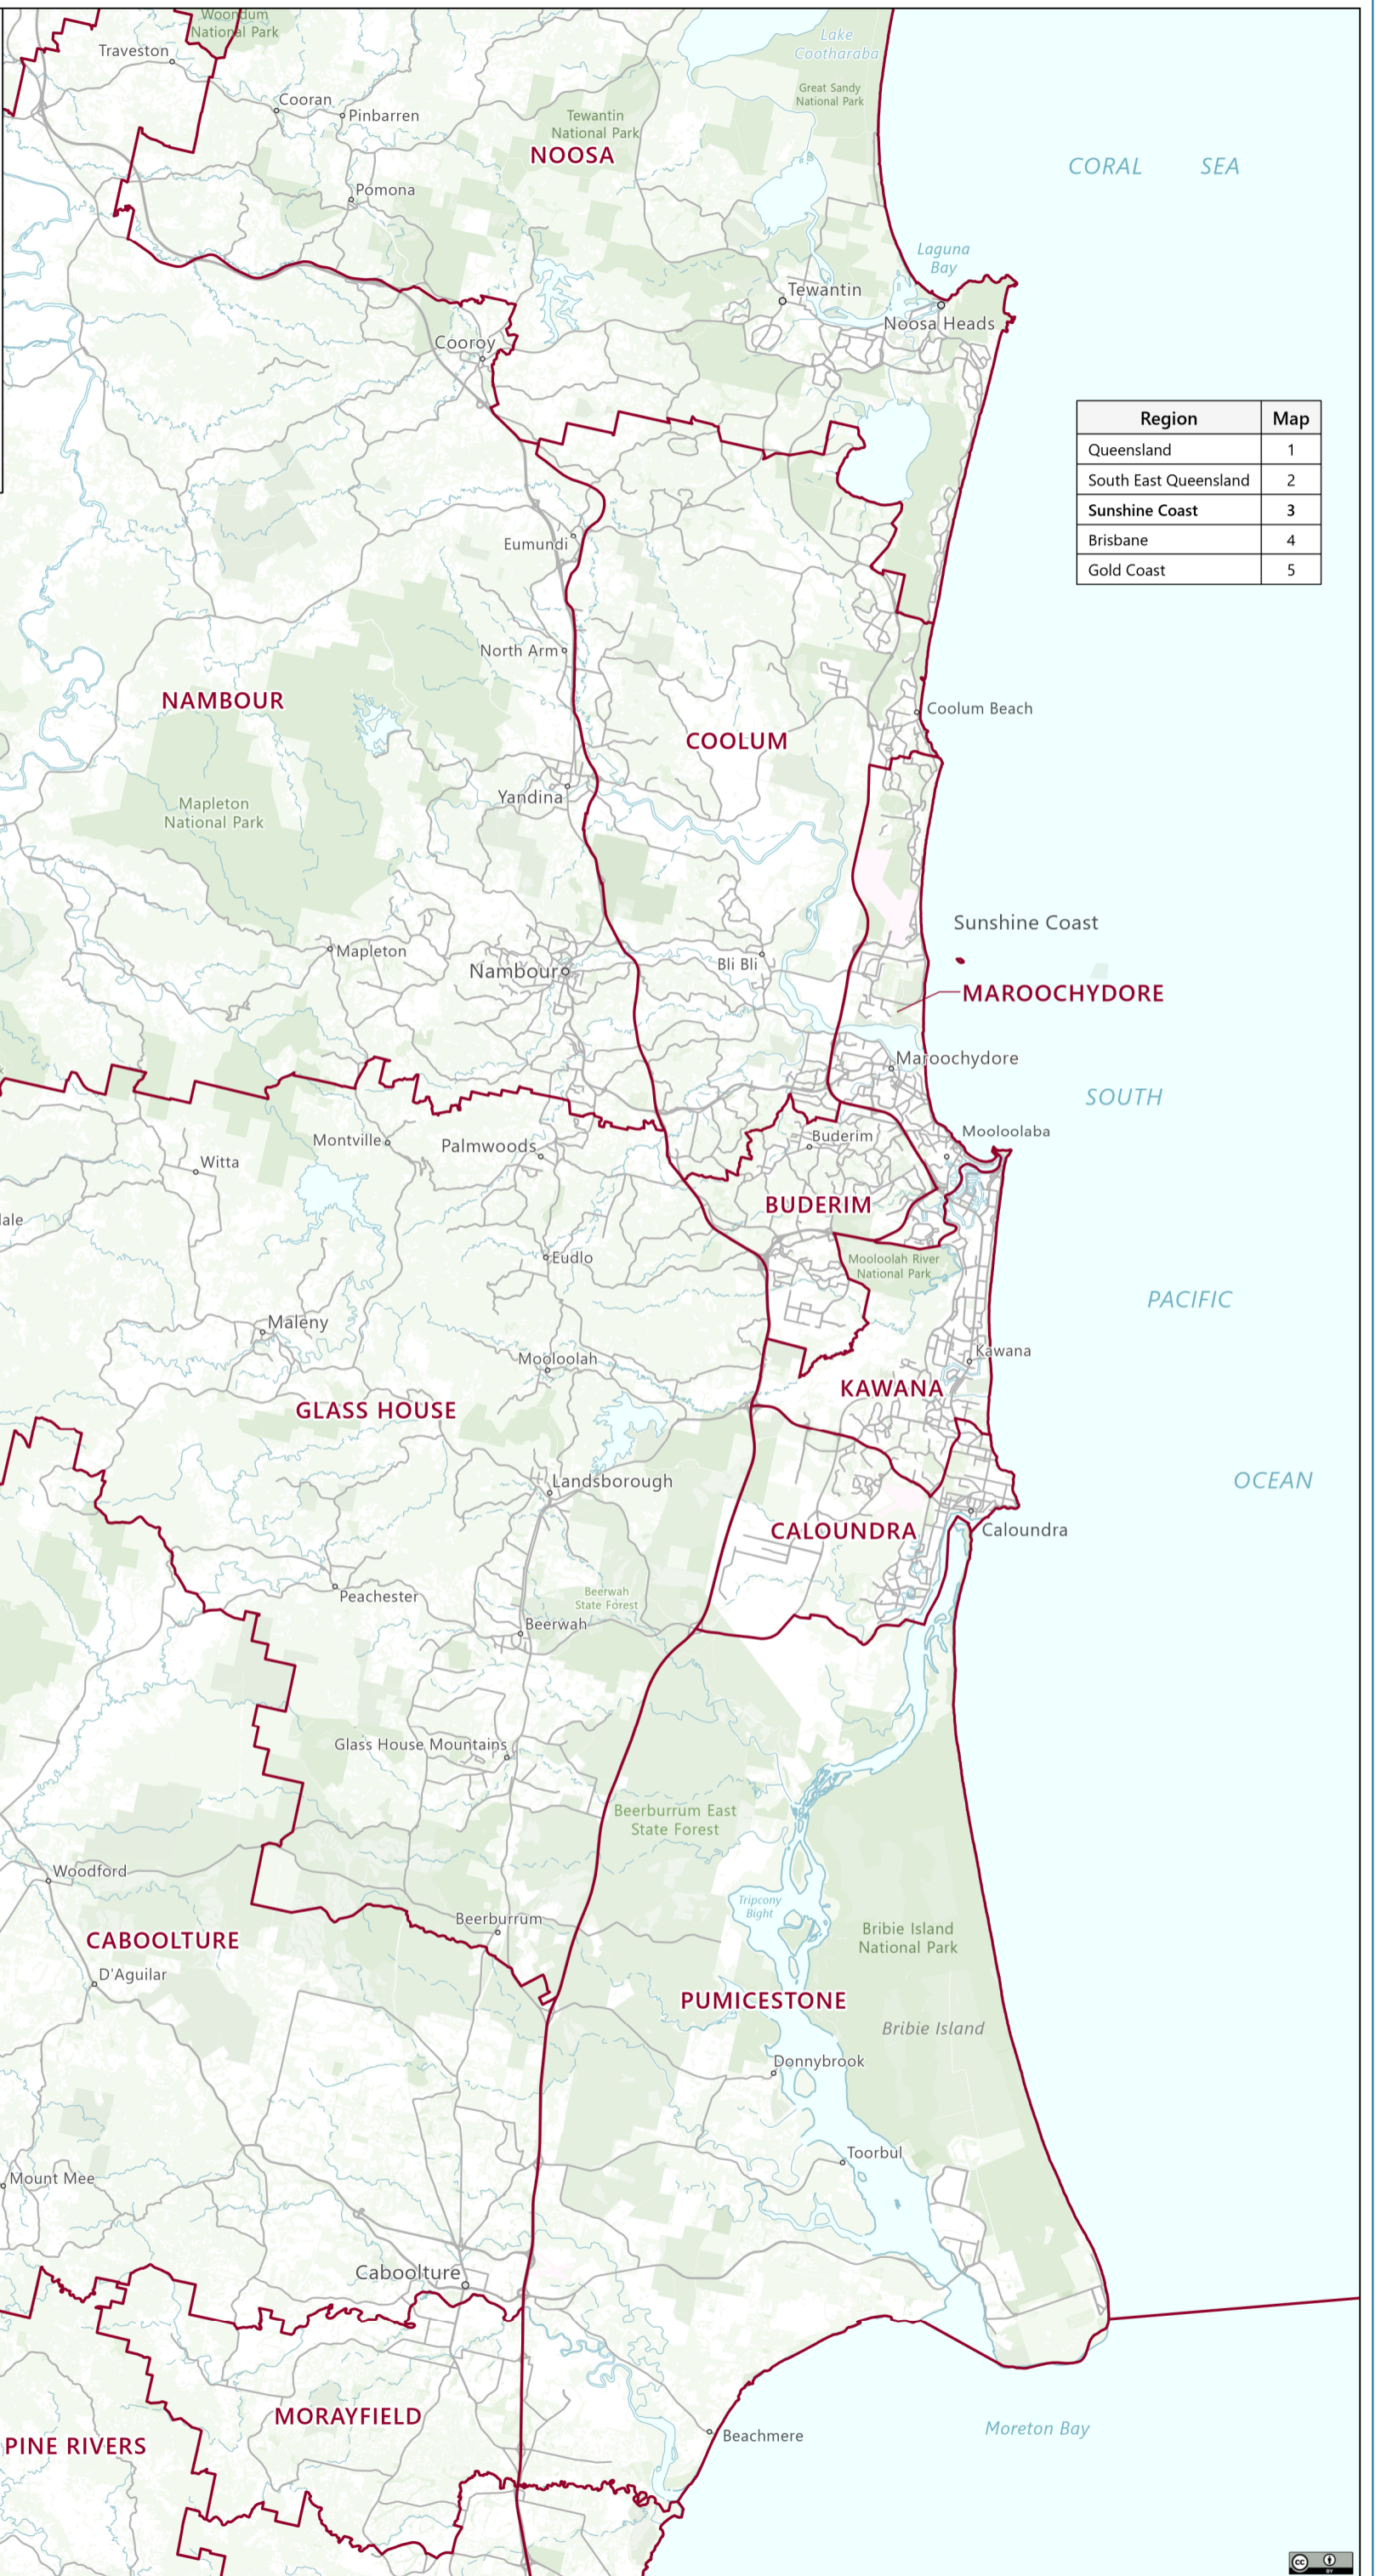 Woondum
National Park
Traveston
Lake
Cootharaba
Great Sandy
National Park
Cooran
Pinbarren
Tewantin
National Park
NOOSA
CORAL SEA
Pomona
Laguna
Bay
Tewantin
Noosa Heads
Cooroy
Region Map
Queensland 1
South East Queensland 2
Sunshine Coast 3
Brisbane 4
Gold Coast 5
Eumundi
North Arm
NAMBOUR
Coolum Beach
COOLUM
Yandina
Mapleton
National Park
Sunshine Coast
Mapleton
Nambour
Bli Bli
MAROOCHYDORE
Maroochydore
SOUTH
Montville
Palmwoods
Buderim
Mooloolaba
Witta
BUDERIM
lale
Eudlo
Mooloolah River
National Park
PACIFIC
Maleny
Mooloolah
Kawana
KAWANA
GLASS HOUSE
Landsborough
OCEAN
CALOUNDRA
Caloundra
Peachester
Beerwah
State Forest
Beerwah
Glass House Mountains
Beerburrum East
State Forest
Woodford
Tripcony
Bight
Beerburrum
Bribie Island
National Park
CABOOLTURE
D'Aguilar
PUMICESTONE
Bribie Island
Donnybrook
Toorbul
Mount Mee
Caboolture
MORAYFIELD
Moreton Bay
Beachmere
PINE RIVERS
cc
BY